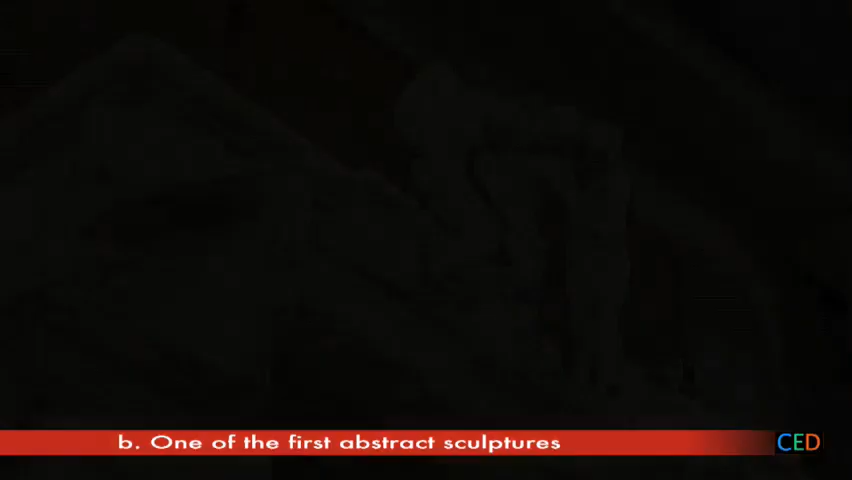 b. One of the first abstract sculptures CED